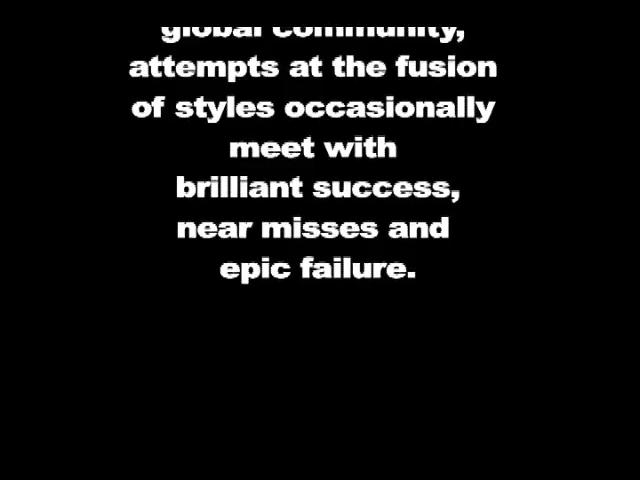 global community,
attempts at the fusion
of styles occasionally
meet with
brilliant success,
near misses and
epic failure.